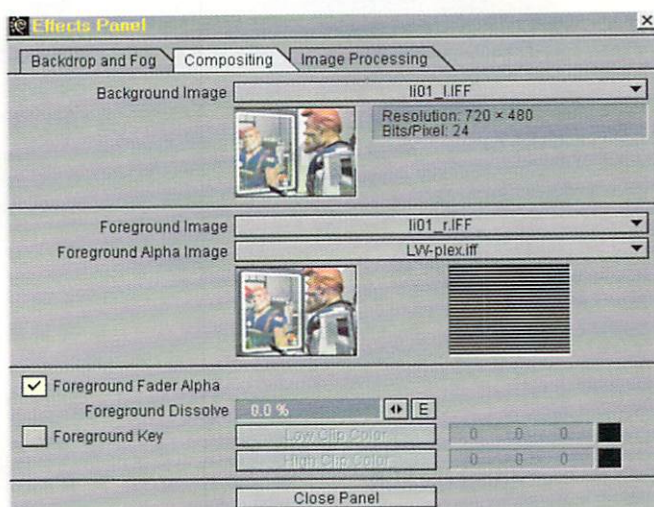 Effects Panel
Backdrop and Fog Compositing Image Processing
Background Image li01_l.IFF
Resolution: 720 × 480
Bits/Pixel: 24
Foreground Image li01_r.IFF
Foreground Alpha Image LW-plex.iff
Foreground Fader Alpha
Foreground Dissolve 0.0 % E
Foreground Key Low Clip Color 0 0 0
High Clip Color 0 0 0
Close Panel